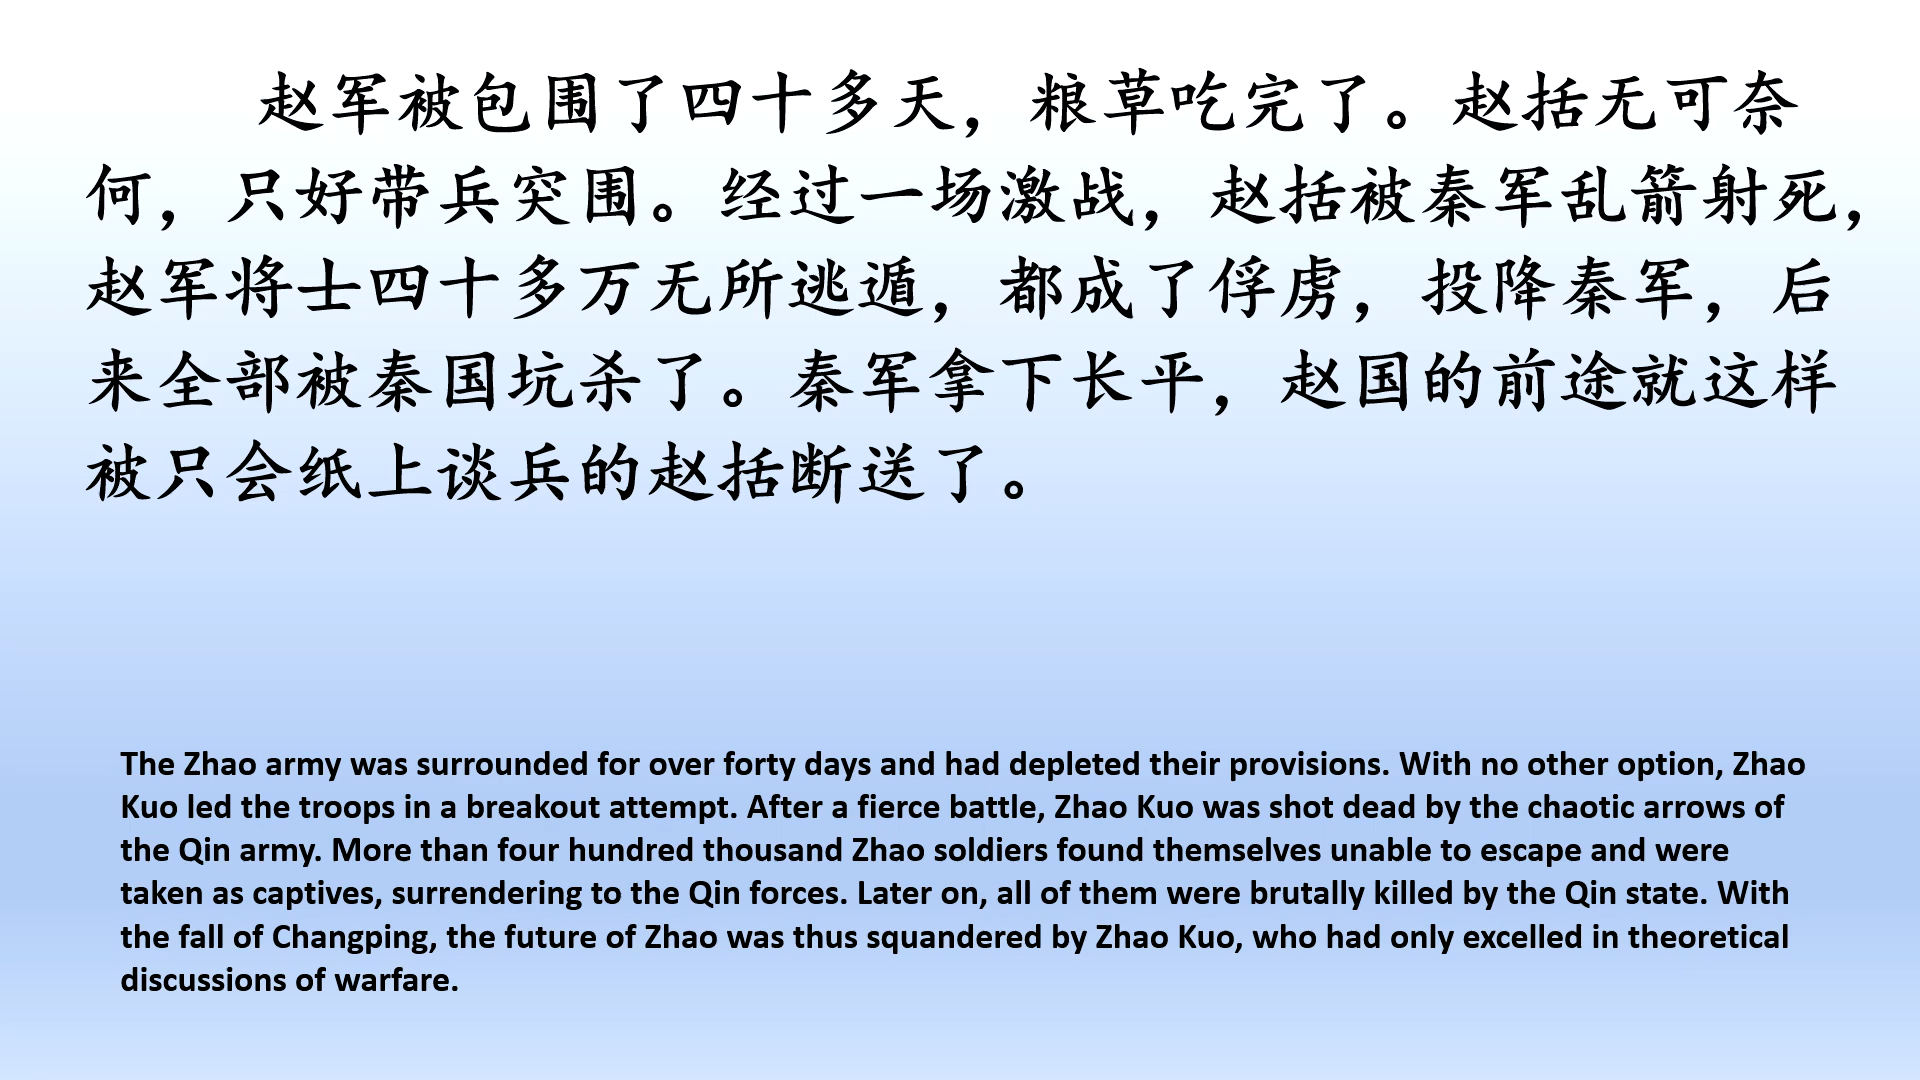 赵军被包围了四十多天，粮草吃完了。赵括无可奈
何，只好带兵突围。经过一场激战，赵括被秦军乱箭射死，
赵军将士四十多万无所逃遁，都成了俘虏，投降秦军，后
来全部被秦国坑杀了。秦军拿下长平，赵国的前途就这样
被只会纸上谈兵的赵括断送了。
The Zhao army was surrounded for over forty days and had depleted their provisions. With no other option, Zhao
Kuo led the troops in a breakout attempt. After a fierce battle, Zhao Kuo was shot dead by the chaotic arrows of
the Qin army. More than four hundred thousand Zhao soldiers found themselves unable to escape and were
taken as captives, surrendering to the Qin forces. Later on, all of them were brutally killed by the Qin state. With
the fall of Changping, the future of Zhao was thus squandered by Zhao Kuo, who had only excelled in theoretical
discussions of warfare.